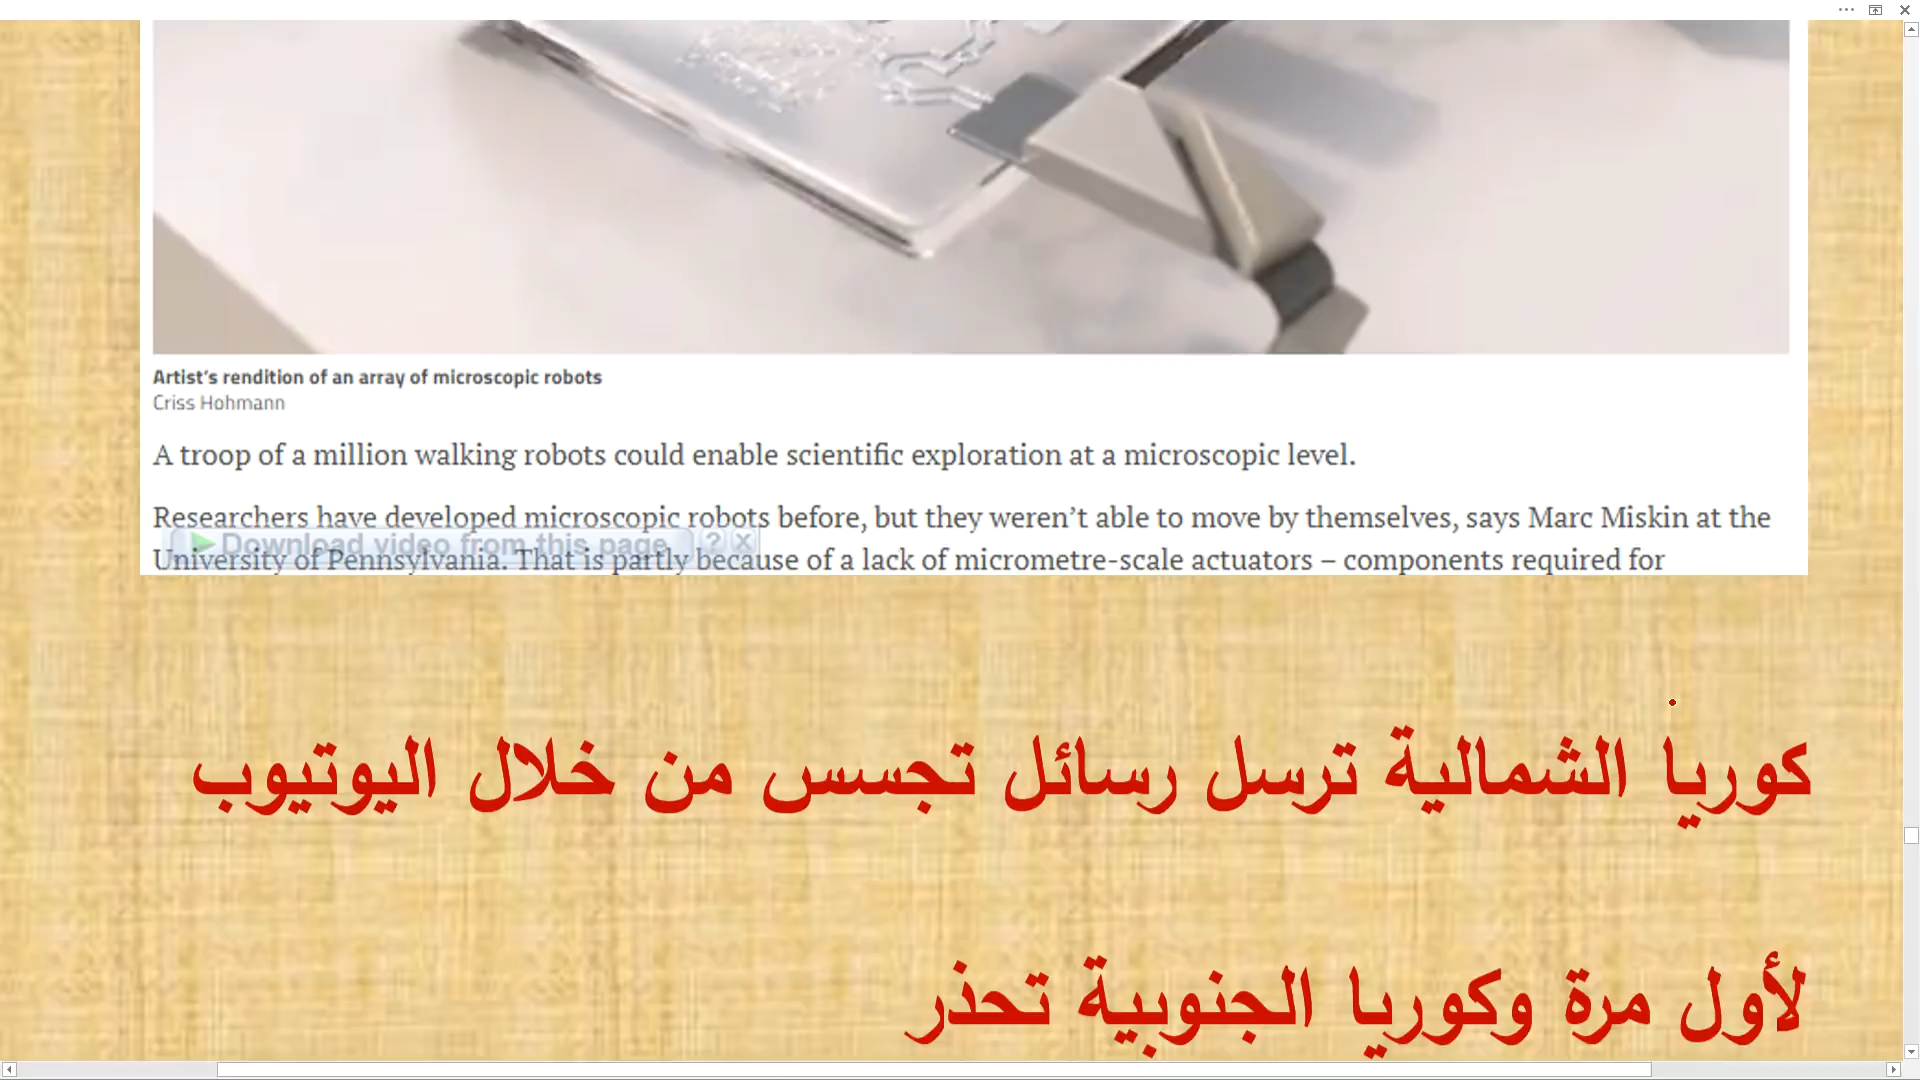 Artist's rendition of an array of microscopic robots
Criss Hohmann
A troop of a million walking robots could enable scientific exploration at a microscopic level.
Researchers have developed microscopic robots before, but they weren't able to move by themselves, says Marc Miskin at the
Download video from this page ? X
University of Pennsylvania. That is partly because of a lack of micrometre-scale actuators – components required for
كوريا الشمالية ترسل رسائل تجسس من خلال اليوتيوب
لأول مرة وكوريا الجنوبية تحذر